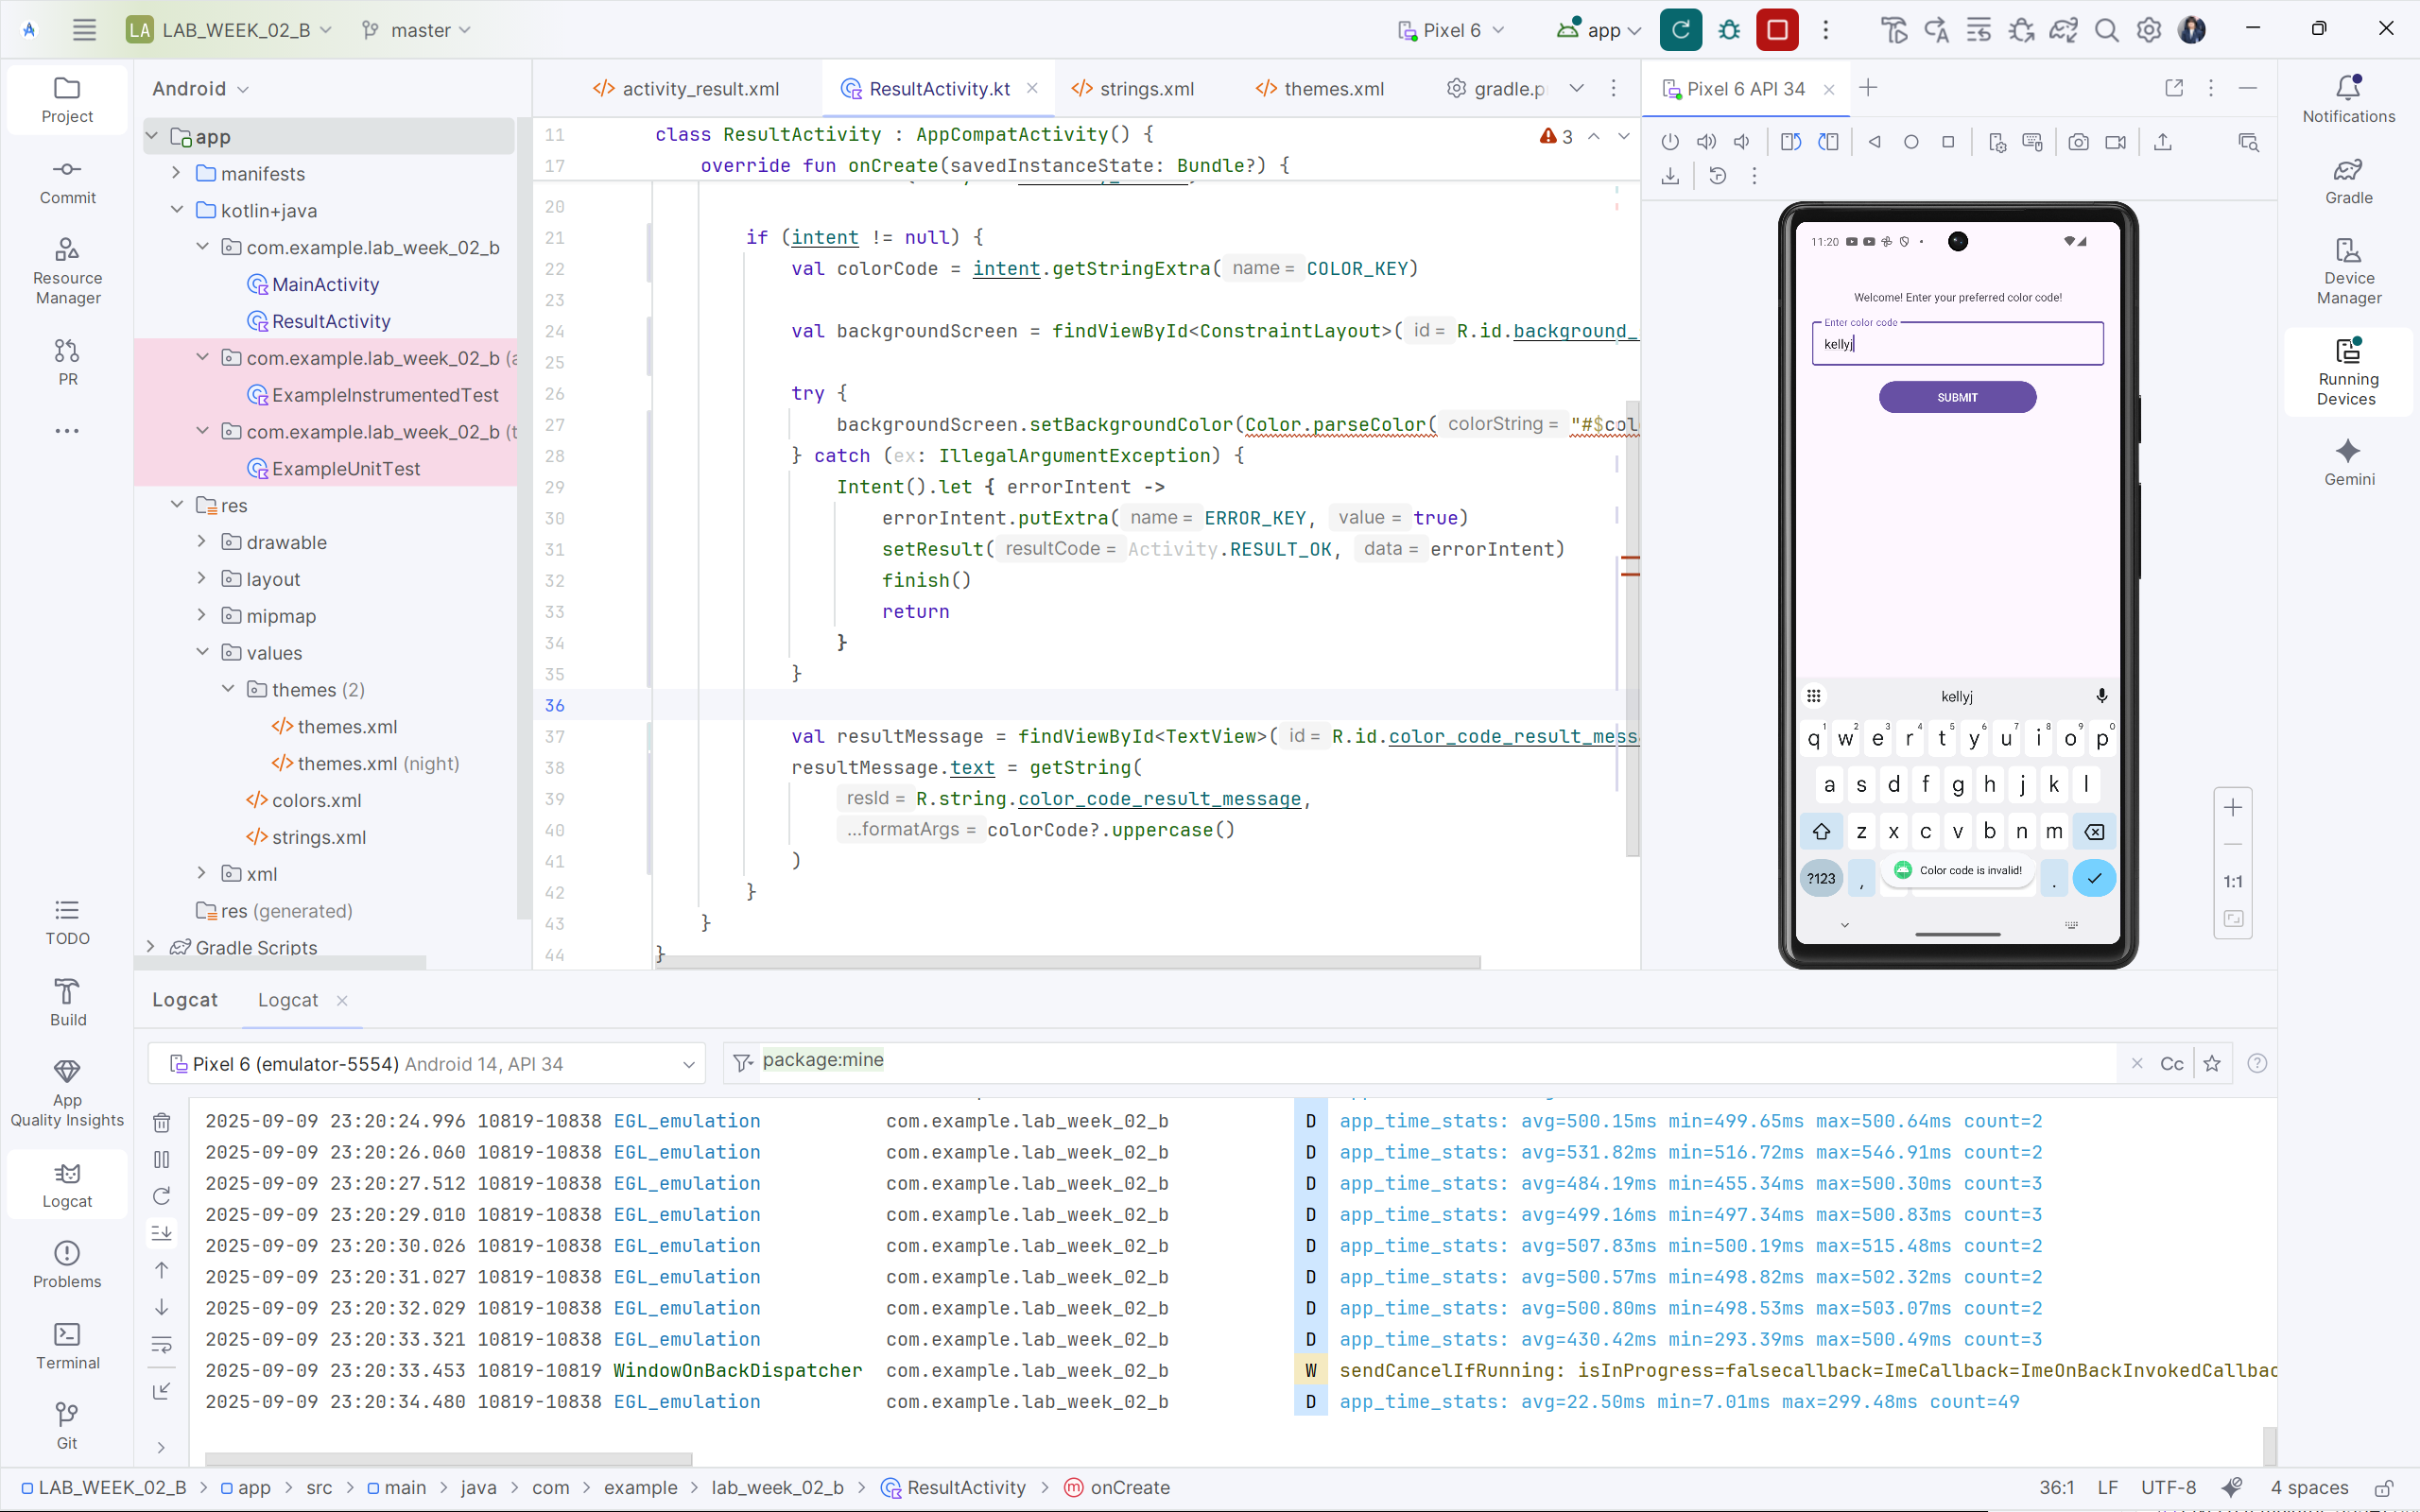 LA LAB_WEEK_02_B master Pixel 6 app
Project
Commit
Resource
Manager
PR
TODO
Build
App
Quality Insights
Logcat
Problems
Terminal
Git
Android
app
manifests
kotlin+java
com.example.lab_week_02_b
MainActivity
ResultActivity
com.example.lab_week_02_b (a
ExampleInstrumentedTest
com.example.lab_week_02_b (t
ExampleUnitTest
res
drawable
layout
mipmap
values
themes (2)
themes.xml
themes.xml (night)
colors.xml
strings.xml
xml
res (generated)
Gradle Scripts
activity_result.xml ResultActivity.kt strings.xml themes.xml gradle.p
11 class ResultActivity : AppCompatActivity() { 3
17 override fun onCreate(savedInstanceState: Bundle?) {
20
21 if (intent != null) {
22 val colorCode = intent.getStringExtra( name = COLOR_KEY)
23
24 val backgroundScreen = findViewById<ConstraintLayout>( id = R.id.background_
25
26 try {
27 backgroundScreen.setBackgroundColor(Color.parseColor( colorString = "#$col
28 } catch (ex: IllegalArgumentException) {
29 Intent().let { errorIntent ->
30 errorIntent.putExtra( name = ERROR_KEY, value = true)
31 setResult( resultCode = Activity.RESULT_OK, data = errorIntent)
32 finish()
33 return
34 }
35 }
36
37 val resultMessage = findViewById<TextView>( id = R.id.color_code_result_mess
38 resultMessage.text = getString(
39 resId = R.string.color_code_result_message,
40 ...formatArgs = colorCode?.uppercase()
41 )
42 }
43 }
44 }
Pixel 6 API 34
11:20
Welcome! Enter your preferred color code!
Enter color code
kellyj
SUBMIT
kellyj
q1 w2 e3 r4 t5 y6 u7 i8 o9 p0
a s d f g h j k l
z x c v b n m
?123 , Color code is invalid! .
1:1
Notifications
Gradle
Device
Manager
Running
Devices
Gemini
Logcat Logcat
Pixel 6 (emulator-5554) Android 14, API 34 package:mine Cc
2025-09-09 23:20:24.996 10819-10838 EGL_emulation com.example.lab_week_02_b D app_time_stats: avg=500.15ms min=499.65ms max=500.64ms count=2
2025-09-09 23:20:26.060 10819-10838 EGL_emulation com.example.lab_week_02_b D app_time_stats: avg=531.82ms min=516.72ms max=546.91ms count=2
2025-09-09 23:20:27.512 10819-10838 EGL_emulation com.example.lab_week_02_b D app_time_stats: avg=484.19ms min=455.34ms max=500.30ms count=3
2025-09-09 23:20:29.010 10819-10838 EGL_emulation com.example.lab_week_02_b D app_time_stats: avg=499.16ms min=497.34ms max=500.83ms count=3
2025-09-09 23:20:30.026 10819-10838 EGL_emulation com.example.lab_week_02_b D app_time_stats: avg=507.83ms min=500.19ms max=515.48ms count=2
2025-09-09 23:20:31.027 10819-10838 EGL_emulation com.example.lab_week_02_b D app_time_stats: avg=500.57ms min=498.82ms max=502.32ms count=2
2025-09-09 23:20:32.029 10819-10838 EGL_emulation com.example.lab_week_02_b D app_time_stats: avg=500.80ms min=498.53ms max=503.07ms count=2
2025-09-09 23:20:33.321 10819-10838 EGL_emulation com.example.lab_week_02_b D app_time_stats: avg=430.42ms min=293.39ms max=500.49ms count=3
2025-09-09 23:20:33.453 10819-10819 WindowOnBackDispatcher com.example.lab_week_02_b W sendCancelIfRunning: isInProgress=falsecallback=ImeCallback=ImeOnBackInvokedCallbac
2025-09-09 23:20:34.480 10819-10838 EGL_emulation com.example.lab_week_02_b D app_time_stats: avg=22.50ms min=7.01ms max=299.48ms count=49
LAB_WEEK_02_B > app > src > main > java > com > example > lab_week_02_b > ResultActivity > onCreate 36:1 LF UTF-8 4 spaces